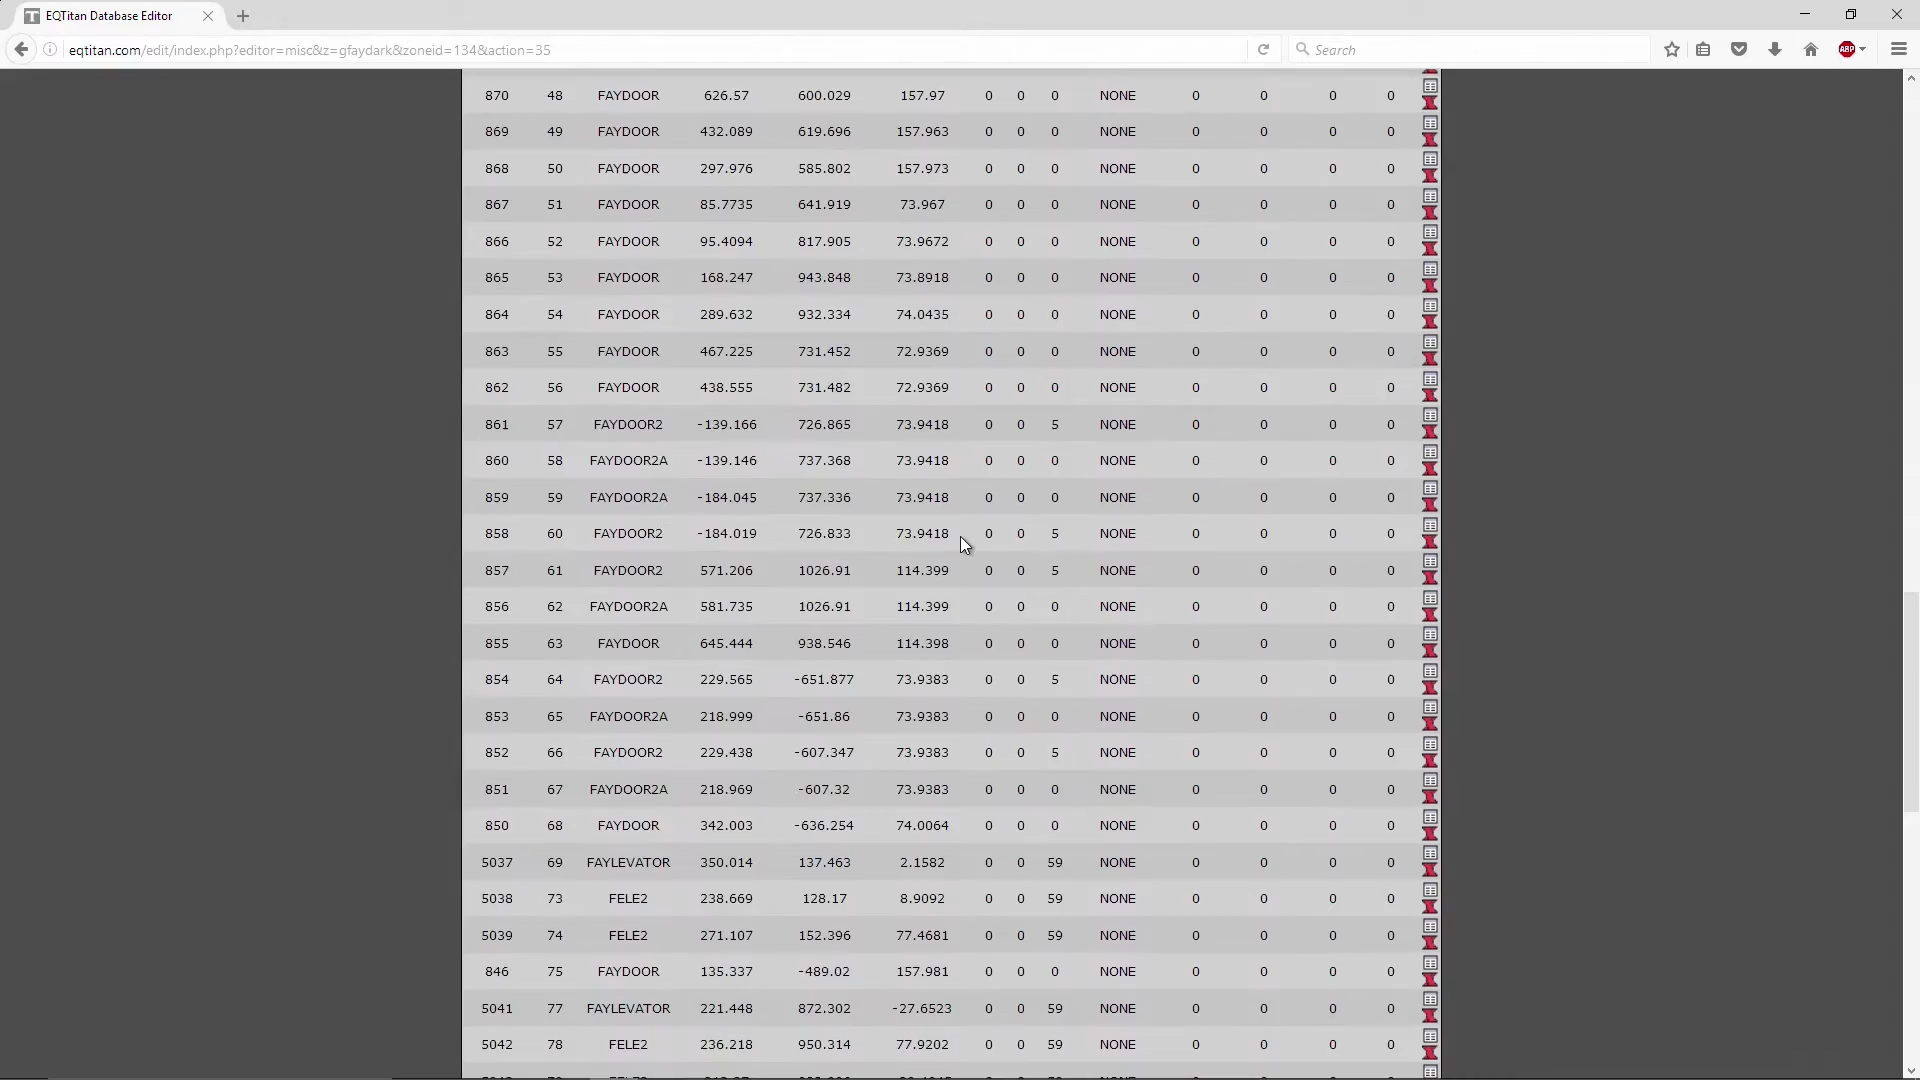 EQTitan Database Editor
eqtitan.com/edit/index.php?editor=misc&z=gfaydark&zoneid=134&action=35
Search
ABP
870 48 FAYDOOR 626.57 600.029 157.97 0 0 0 NONE 0 0 0 0
869 49 FAYDOOR 432.089 619.696 157.963 0 0 0 NONE 0 0 0 0
868 50 FAYDOOR 297.976 585.802 157.973 0 0 0 NONE 0 0 0 0
867 51 FAYDOOR 85.7735 641.919 73.967 0 0 0 NONE 0 0 0 0
866 52 FAYDOOR 95.4094 817.905 73.9672 0 0 0 NONE 0 0 0 0
865 53 FAYDOOR 168.247 943.848 73.8918 0 0 0 NONE 0 0 0 0
864 54 FAYDOOR 289.632 932.334 74.0435 0 0 0 NONE 0 0 0 0
863 55 FAYDOOR 467.225 731.452 72.9369 0 0 0 NONE 0 0 0 0
862 56 FAYDOOR 438.555 731.482 72.9369 0 0 0 NONE 0 0 0 0
861 57 FAYDOOR2 -139.166 726.865 73.9418 0 0 5 NONE 0 0 0 0
860 58 FAYDOOR2A -139.146 737.368 73.9418 0 0 0 NONE 0 0 0 0
859 59 FAYDOOR2A -184.045 737.336 73.9418 0 0 0 NONE 0 0 0 0
858 60 FAYDOOR2 -184.019 726.833 73.9418 0 0 5 NONE 0 0 0 0
857 61 FAYDOOR2 571.206 1026.91 114.399 0 0 5 NONE 0 0 0 0
856 62 FAYDOOR2A 581.735 1026.91 114.399 0 0 0 NONE 0 0 0 0
855 63 FAYDOOR 645.444 938.546 114.398 0 0 0 NONE 0 0 0 0
854 64 FAYDOOR2 229.565 -651.877 73.9383 0 0 5 NONE 0 0 0 0
853 65 FAYDOOR2A 218.999 -651.86 73.9383 0 0 0 NONE 0 0 0 0
852 66 FAYDOOR2 229.438 -607.347 73.9383 0 0 5 NONE 0 0 0 0
851 67 FAYDOOR2A 218.969 -607.32 73.9383 0 0 0 NONE 0 0 0 0
850 68 FAYDOOR 342.003 -636.254 74.0064 0 0 0 NONE 0 0 0 0
5037 69 FAYLEVATOR 350.014 137.463 2.1582 0 0 59 NONE 0 0 0 0
5038 73 FELE2 238.669 128.17 8.9092 0 0 59 NONE 0 0 0 0
5039 74 FELE2 271.107 152.396 77.4681 0 0 59 NONE 0 0 0 0
846 75 FAYDOOR 135.337 -489.02 157.981 0 0 0 NONE 0 0 0 0
5041 77 FAYLEVATOR 221.448 872.302 -27.6523 0 0 59 NONE 0 0 0 0
5042 78 FELE2 236.218 950.314 77.9202 0 0 59 NONE 0 0 0 0